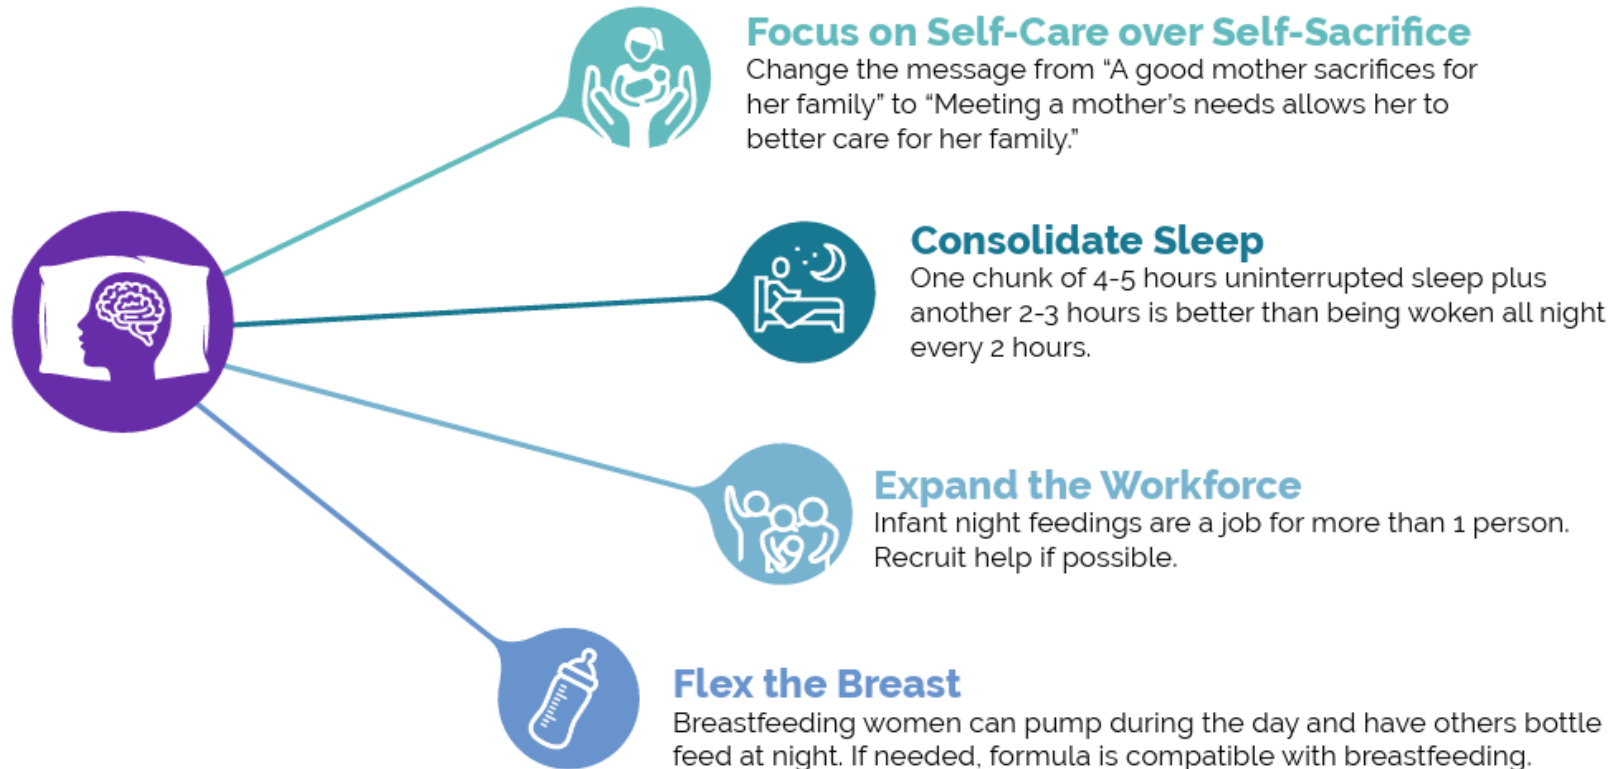 Focus on Self-Care over Self-Sacrifice
Change the message from “A good mother sacrifices for
her family” to “Meeting a mother’s needs allows her to
better care for her family.”
Consolidate Sleep
One chunk of 4-5 hours uninterrupted sleep plus
another 2-3 hours is better than being woken all night
every 2 hours.
Expand the Workforce
Infant night feedings are a job for more than 1 person.
Recruit help if possible.
Flex the Breast
Breastfeeding women can pump during the day and have others bottle
feed at night. If needed, formula is compatible with breastfeeding.